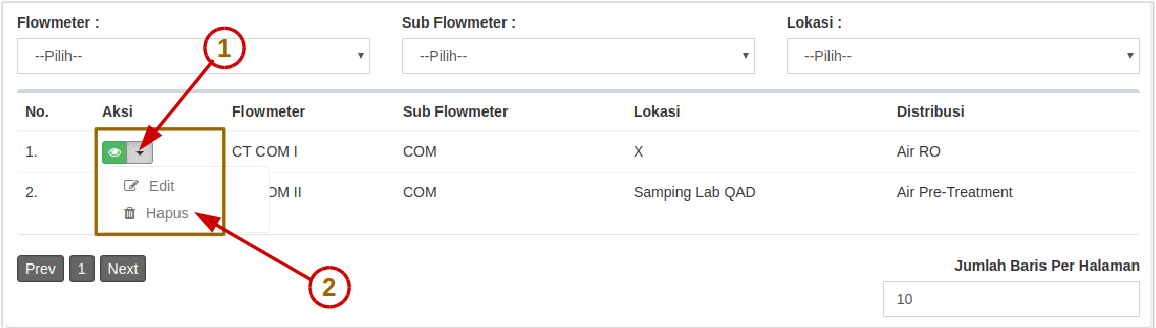 Flowmeter : Sub Flowmeter : Lokasi :
--Pilih-- --Pilih-- --Pilih--
1
No. Aksi Flowmeter Sub Flowmeter Lokasi Distribusi
1. CT COM I COM X Air RO
2. OM II COM Samping Lab QAD Air Pre-Treatment
Edit
Hapus
Prev 1 Next
2
Jumlah Baris Per Halaman
10